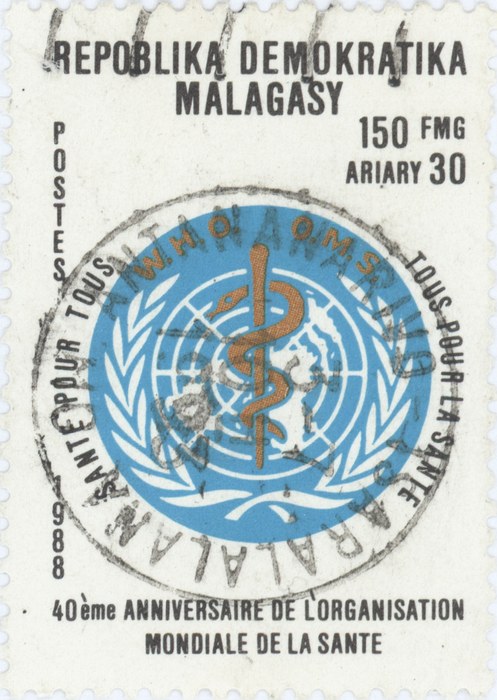 REPOBLIKA DEMOKRATIKA
MALAGASY
150 FMG
ARIARY 30
POSTES
1988
W.H.O O.M.S
SANTE POUR TOUS
TOUS POUR LA SANTE
ANTANANARIVO
40ème ANNIVERSAIRE DE L'ORGANISATION
MONDIALE DE LA SANTE